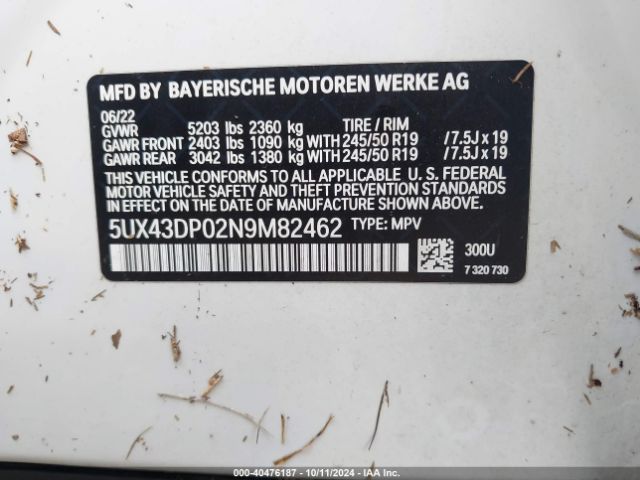 MFD BY BAYERISCHE MOTOREN WERKE AG
06/22
GVWR 5203 lbs 2360 kg TIRE / RIM
GAWR FRONT 2403 lbs 1090 kg WITH 245/50 R19 /7.5J x 19
GAWR REAR 3042 lbs 1380 kg WITH 245/50 R19 /7.5J x 19
THIS VEHICLE CONFORMS TO ALL APPLICABLE U. S. FEDERAL
MOTOR VEHICLE SAFETY AND THEFT PREVENTION STANDARDS
IN EFFECT ON THE DATE OF MANUFACTURE SHOWN ABOVE.
5UX43DP02N9M82462 TYPE: MPV
300U
7 320 730
000-40476187 - 10/11/2024 - IAAI.com